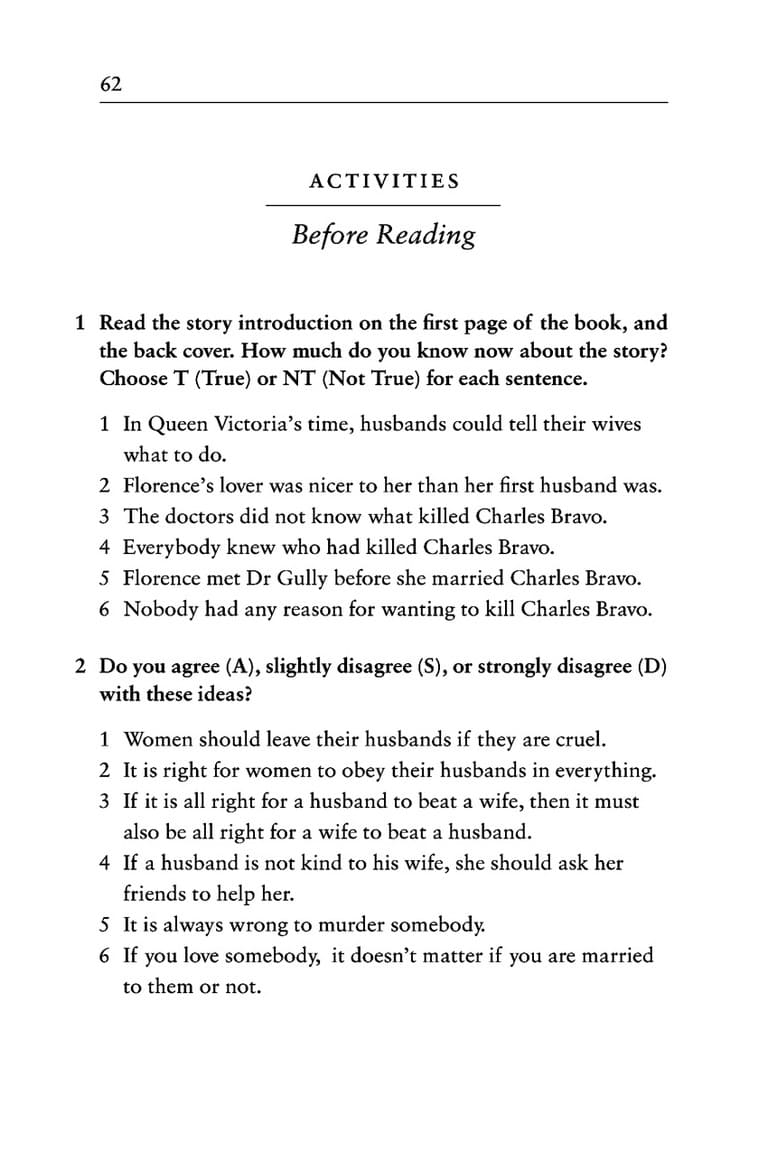 62
ACTIVITIES
Before Reading
1 Read the story introduction on the first page of the book, and
the back cover. How much do you know now about the story?
Choose T (True) or NT (Not True) for each sentence.
1 In Queen Victoria’s time, husbands could tell their wives
what to do.
2 Florence’s lover was nicer to her than her first husband was.
3 The doctors did not know what killed Charles Bravo.
4 Everybody knew who had killed Charles Bravo.
5 Florence met Dr Gully before she married Charles Bravo.
6 Nobody had any reason for wanting to kill Charles Bravo.
2 Do you agree (A), slightly disagree (S), or strongly disagree (D)
with these ideas?
1 Women should leave their husbands if they are cruel.
2 It is right for women to obey their husbands in everything.
3 If it is all right for a husband to beat a wife, then it must
also be all right for a wife to beat a husband.
4 If a husband is not kind to his wife, she should ask her
friends to help her.
5 It is always wrong to murder somebody.
6 If you love somebody, it doesn’t matter if you are married
to them or not.